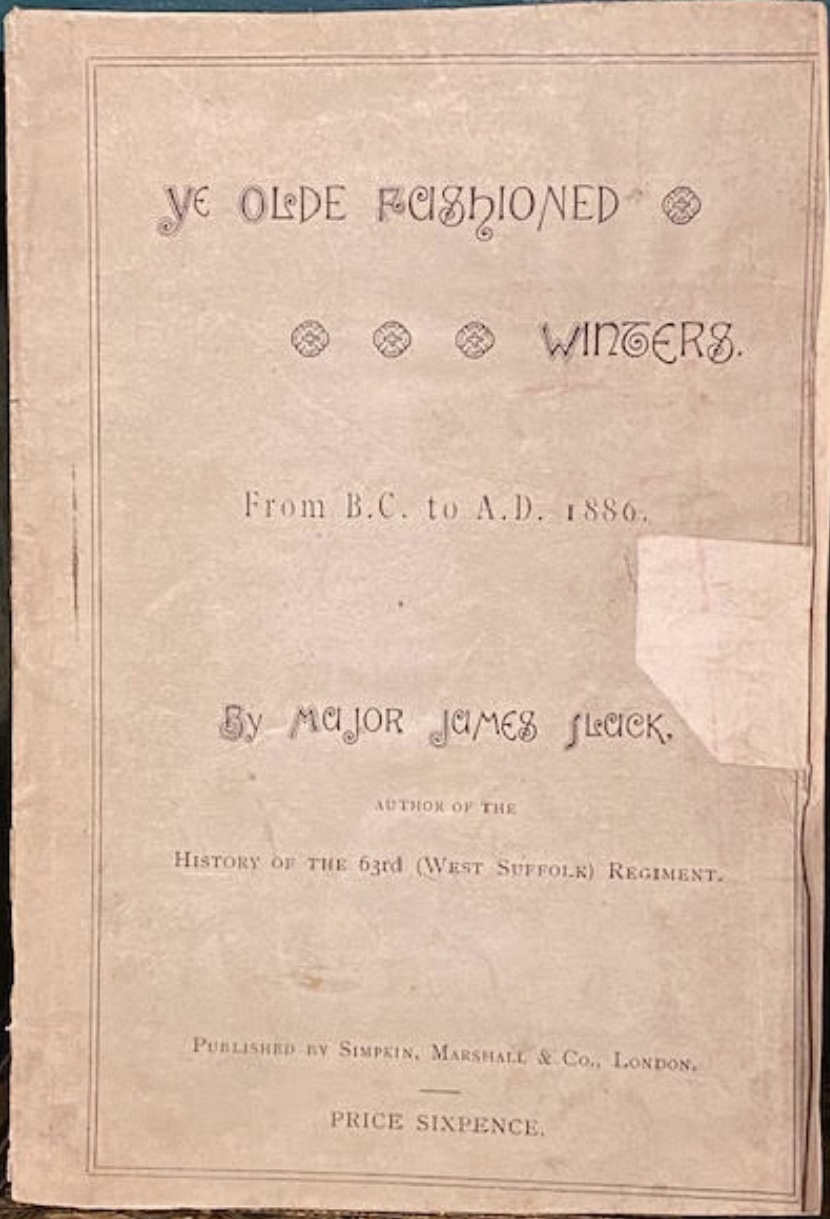 Ye Olde Fashioned
Winters.
From B.C. to A.D. 1886.
By Major James Slack,
AUTHOR OF THE
HISTORY OF THE 63rd (WEST SUFFOLK) REGIMENT.
PUBLISHED BY SIMPKIN, MARSHALL & CO., LONDON.
PRICE SIXPENCE.